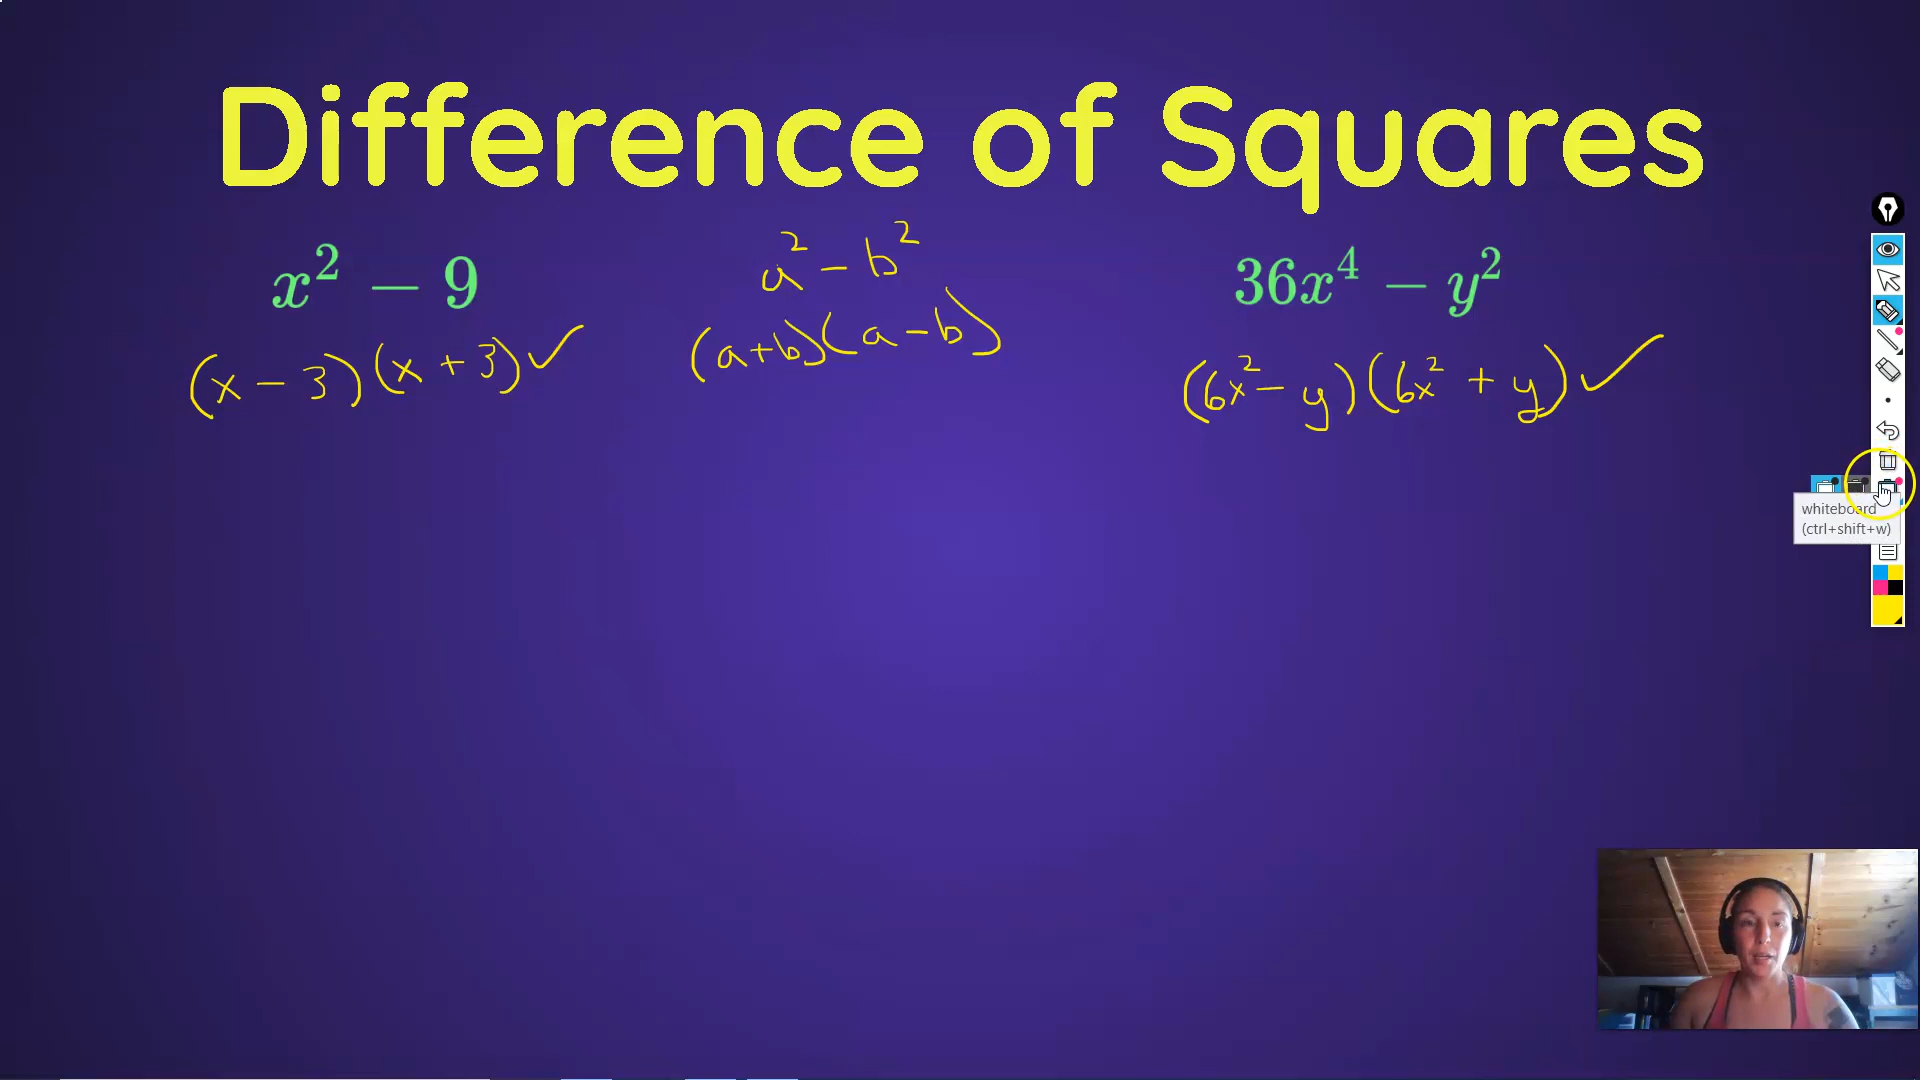 Difference of Squares
x² − 9
a² − b²
36x⁴ − y²
(x − 3)(x + 3) ✓
(a+b)(a − b)
(6x² − y)(6x² + y) ✓
whiteboard
(ctrl+shift+w)